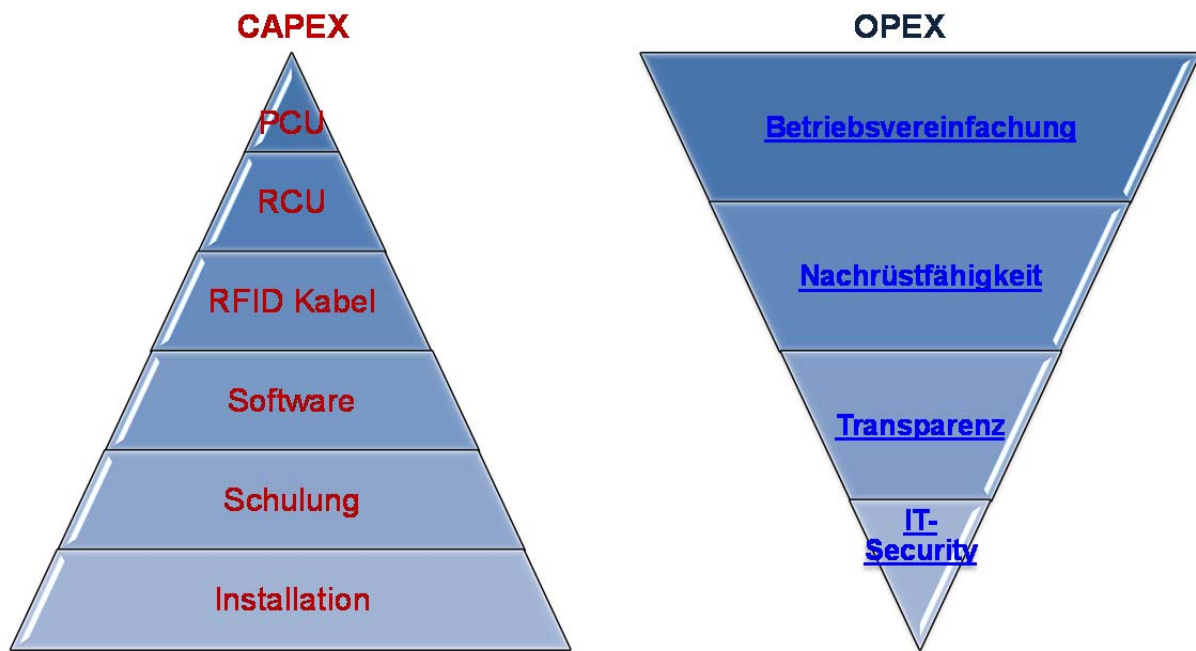 CAPEX
PCU
RCU
RFID Kabel
Software
Schulung
Installation
OPEX
Betriebsvereinfachung
Nachrüstfähigkeit
Transparenz
IT-
Security